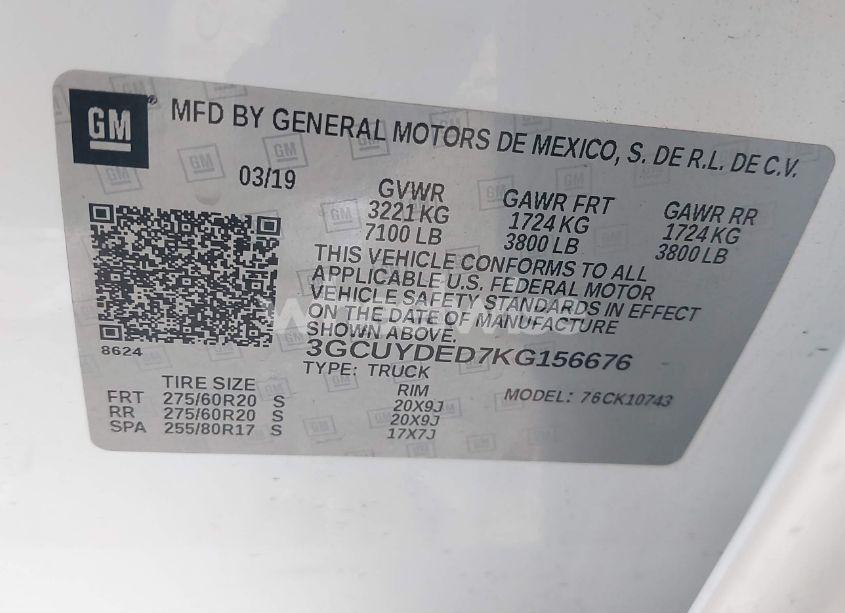 GM® MFD BY GENERAL MOTORS DE MEXICO, S. DE R.L. DE C.V.
03/19 GVWR GAWR FRT GAWR RR
3221 KG 1724 KG 1724 KG
7100 LB 3800 LB 3800 LB
THIS VEHICLE CONFORMS TO ALL
APPLICABLE U.S. FEDERAL MOTOR
VEHICLE SAFETY STANDARDS IN EFFECT
ON THE DATE OF MANUFACTURE
SHOWN ABOVE.
8624 3GCUYDED7KG156676
TYPE: TRUCK
TIRE SIZE RIM MODEL: 76CK10743
FRT 275/60R20 S 20X9J
RR 275/60R20 S 20X9J
SPA 255/80R17 S 17X7J